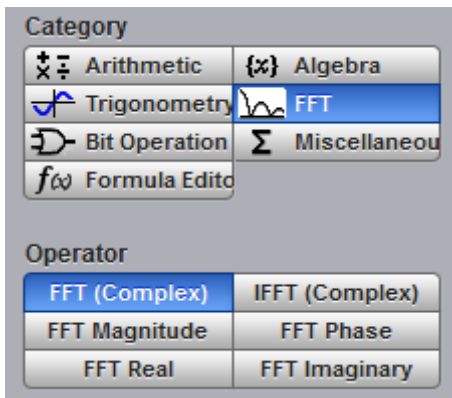 Category
Arithmetic {x} Algebra
Trigonometry FFT
Bit Operation Σ Miscellaneou
f(x) Formula Edito
Operator
FFT (Complex) IFFT (Complex)
FFT Magnitude FFT Phase
FFT Real FFT Imaginary